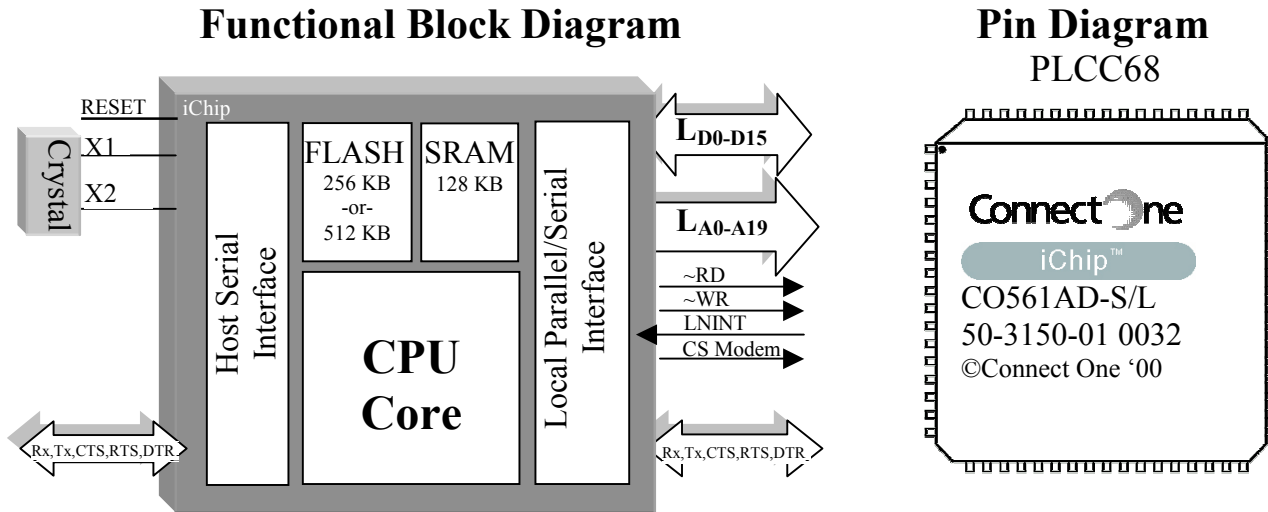 Functional Block Diagram
Pin Diagram
PLCC68
RESET
iChip
X1
X2
Crystal
Host Serial
Interface
FLASH
256 KB
-or-
512 KB
SRAM
128 KB
CPU
Core
Local Parallel/Serial
Interface
LD0-D15
LA0-A19
~RD
~WR
LNINT
CS Modem
Rx,Tx,CTS,RTS,DTR
Rx,Tx,CTS,RTS,DTR
Connect One
iChip™
CO561AD-S/L
50-3150-01 0032
©Connect One ‘00